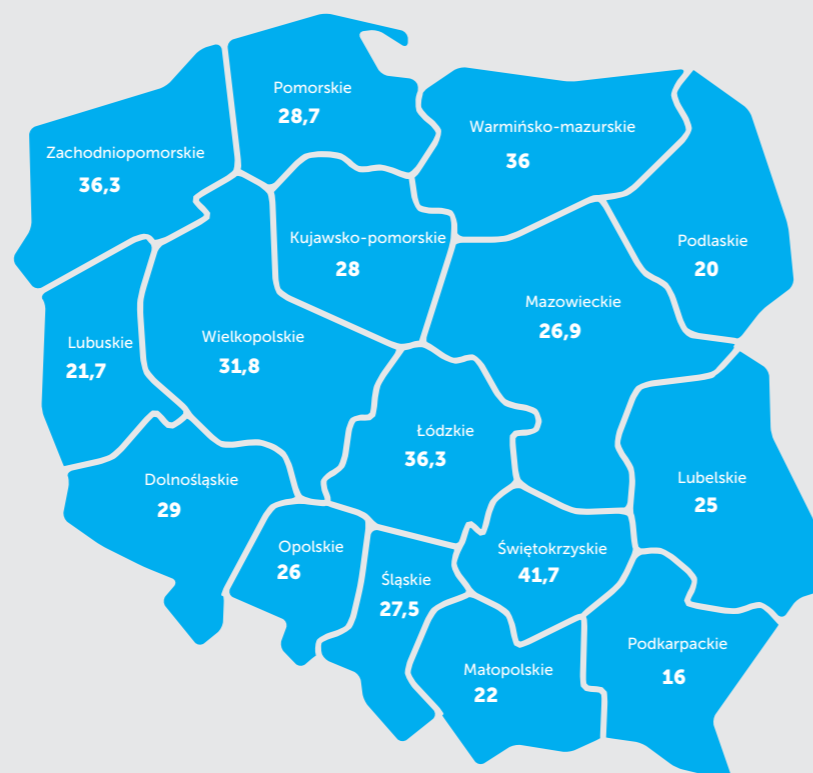 Pomorskie
28,7
Warmińsko-mazurskie
36
Zachodniopomorskie
36,3
Kujawsko-pomorskie
28
Podlaskie
20
Mazowieckie
26,9
Lubuskie
21,7
Wielkopolskie
31,8
Łódzkie
36,3
Dolnośląskie
29
Lubelskie
25
Opolskie
26
Śląskie
27,5
Świętokrzyskie
41,7
Małopolskie
22
Podkarpackie
16